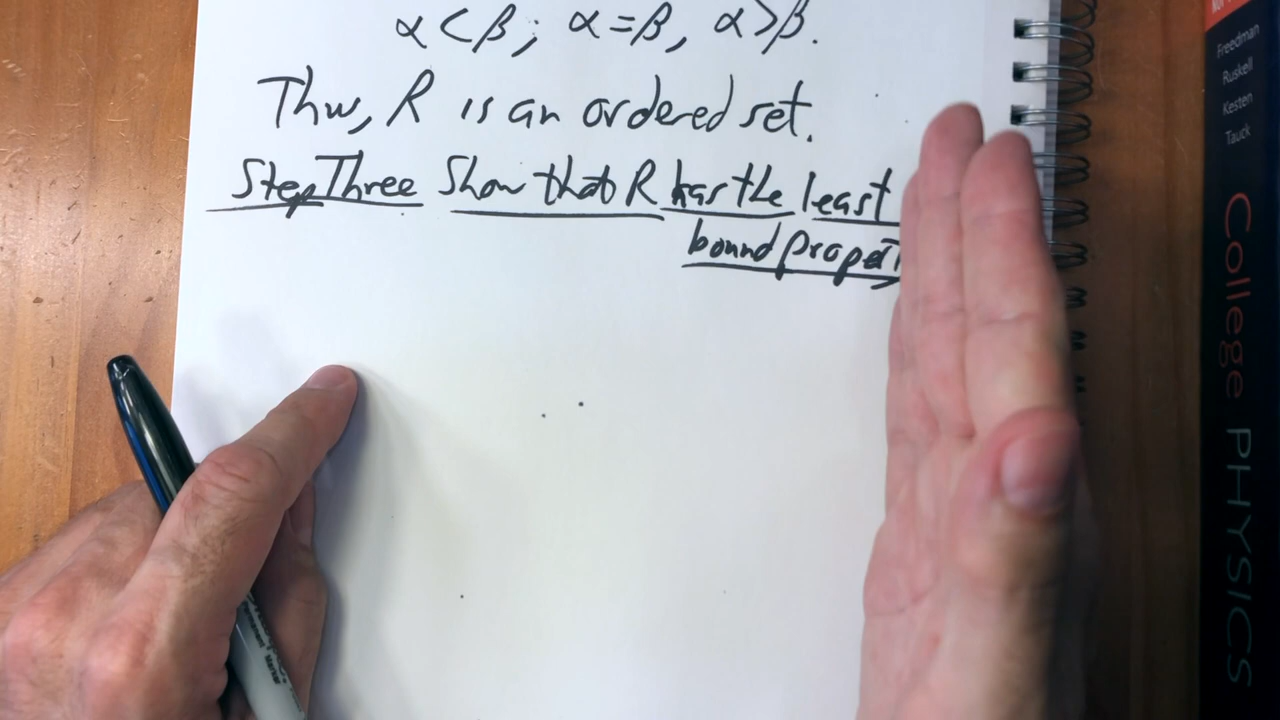 α < β; α = β, α > β.
Thus, R is an ordered set.
Step Three Show that R has the least
bound propert
Freedman
Ruskell
Kesten
Tauck
College PHYSICS